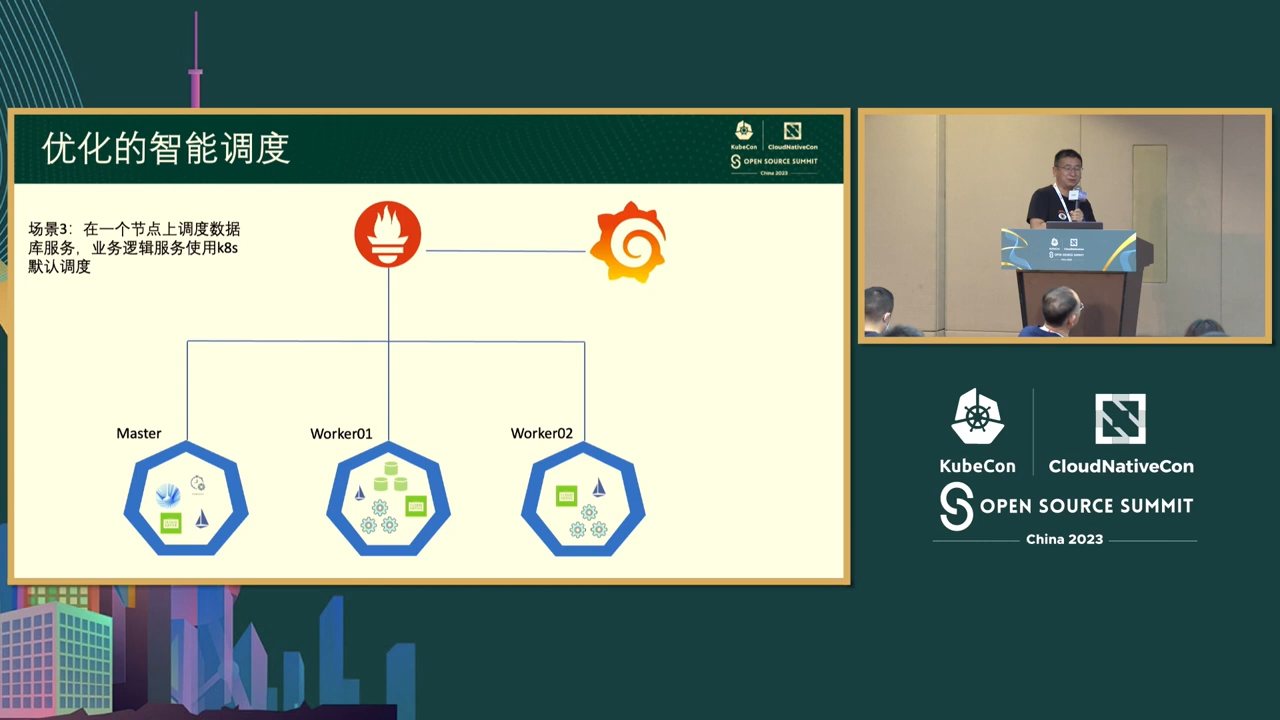 优化的智能调度
KubeCon
CloudNativeCon
OPEN SOURCE SUMMIT
China 2023
场景3：在一个节点上调度数据
库服务，业务逻辑服务使用k8s
默认调度
Master
Worker01
Worker02
KubeCon
CloudNativeCon
OPEN SOURCE SUMMIT
China 2023